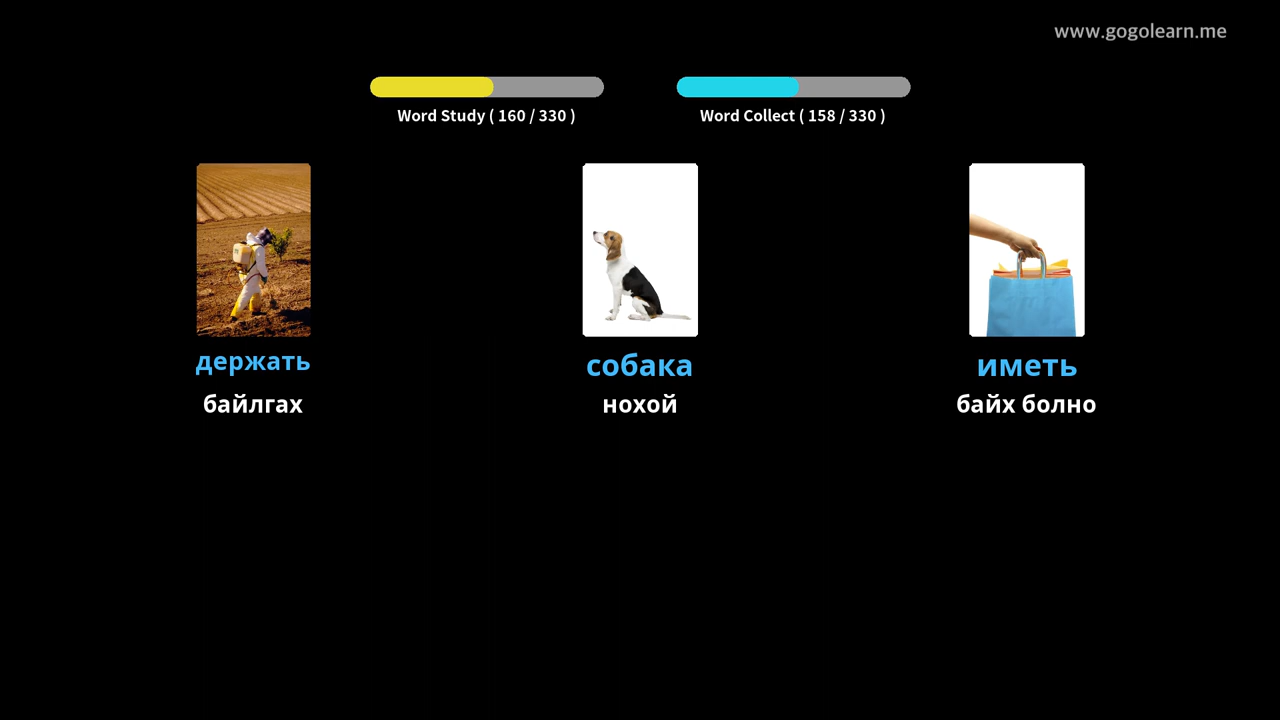 www.gogolearn.me
Word Study ( 160 / 330 )
Word Collect ( 158 / 330 )
держать
собака
иметь
байлгах
нохой
байх болно